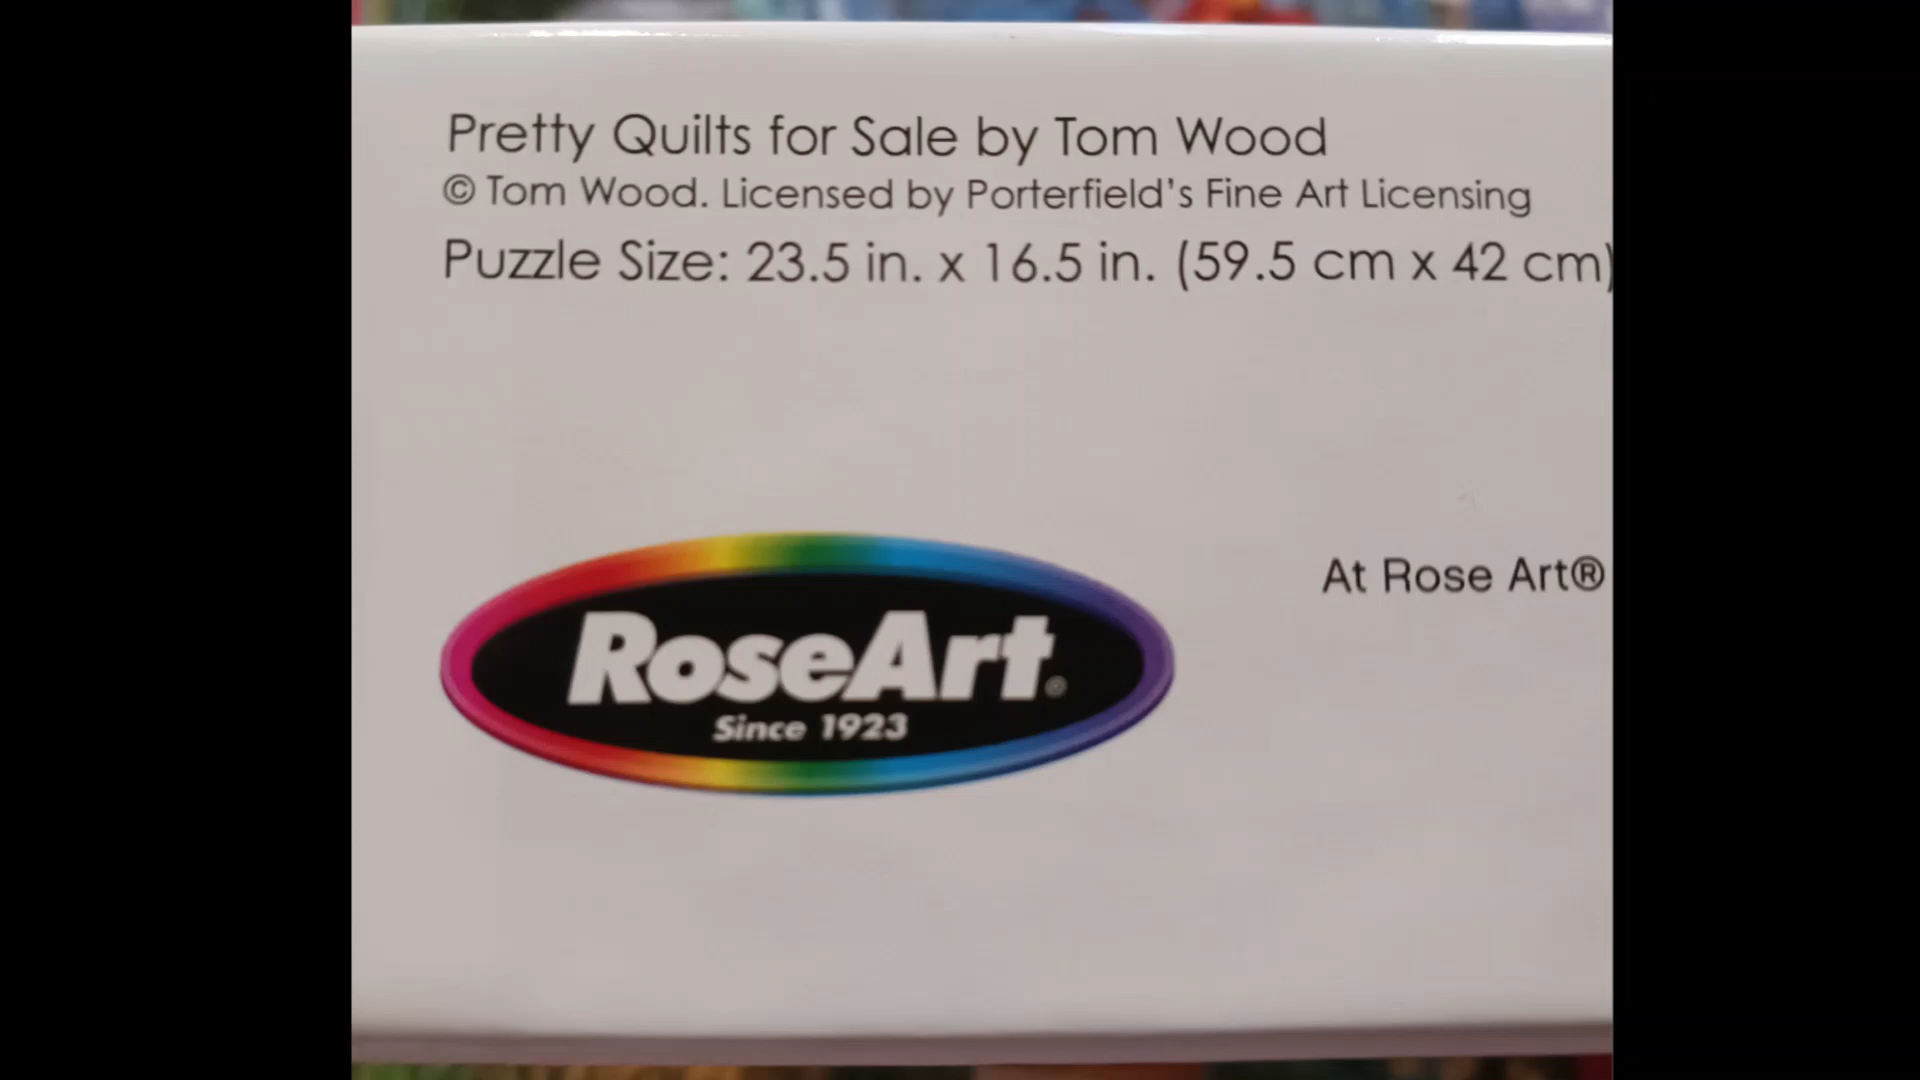 Pretty Quilts for Sale by Tom Wood
© Tom Wood. Licensed by Porterfield's Fine Art Licensing
Puzzle Size: 23.5 in. x 16.5 in. (59.5 cm x 42 cm)
At Rose Art®
RoseArt®
Since 1923